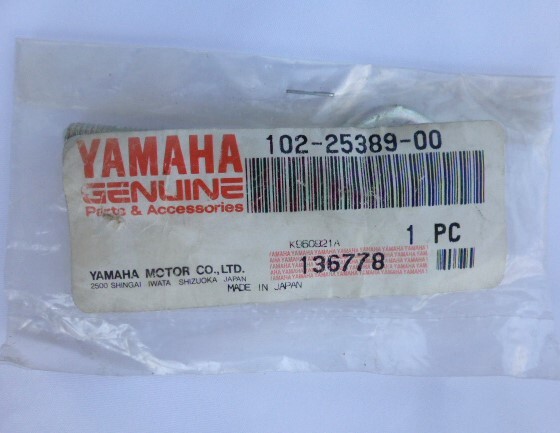 YAMAHA
GENUINE
Parts & Accessories
102-25389-00
K960821A
1 PC
136778
YAMAHA MOTOR CO., LTD.
2500 SHINGAI IWATA SHIZUOKA JAPAN
MADE IN JAPAN